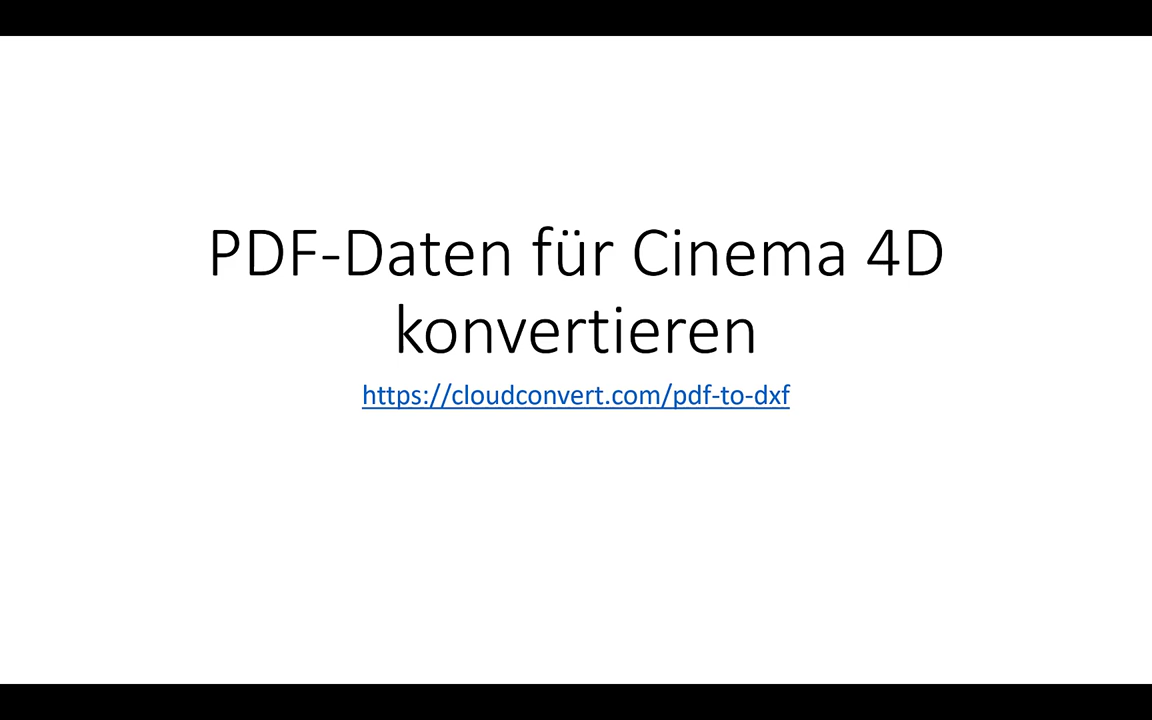 PDF-Daten für Cinema 4D
konvertieren
https://cloudconvert.com/pdf-to-dxf